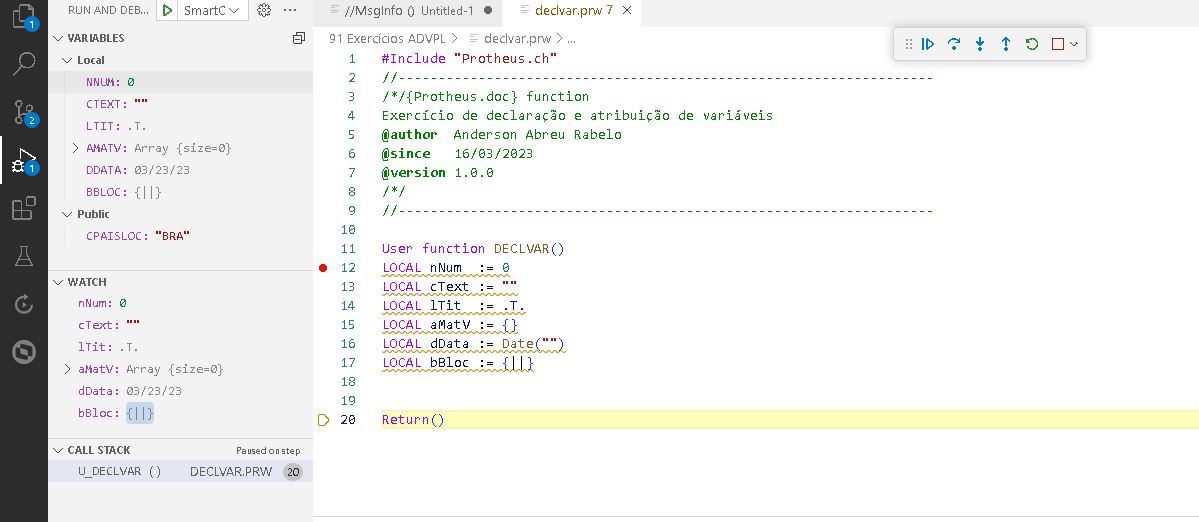 RUN AND DEB... SmartC ...
VARIABLES
Local
NNUM: 0
CTEXT: ""
LTIT: .T.
AMATV: Array {size=0}
DDATA: 03/23/23
BBLOC: {||}
Public
CPAISLOC: "BRA"
WATCH
nNum: 0
cText: ""
lTit: .T.
aMatV: Array {size=0}
dData: 03/23/23
bBloc: {||}
CALL STACK Paused on step
U_DECLVAR () DECLVAR.PRW 20
1
2
1
//MsgInfo () Untitled-1 declvar.prw 7
91 Exercícios ADVPL > declvar.prw > ...
1 #Include "Protheus.ch"
2 //-------------------------------------------------------------------
3 /*/{Protheus.doc} function
4 Exercício de declaração e atribuição de variáveis
5 @author Anderson Abreu Rabelo
6 @since 16/03/2023
7 @version 1.0.0
8 /*/
9 //-------------------------------------------------------------------
10
11 User function DECLVAR()
12 LOCAL nNum := 0
13 LOCAL cText := ""
14 LOCAL lTit := .T.
15 LOCAL aMatV := {}
16 LOCAL dData := Date("")
17 LOCAL bBloc := {||}
18
19
20 Return()